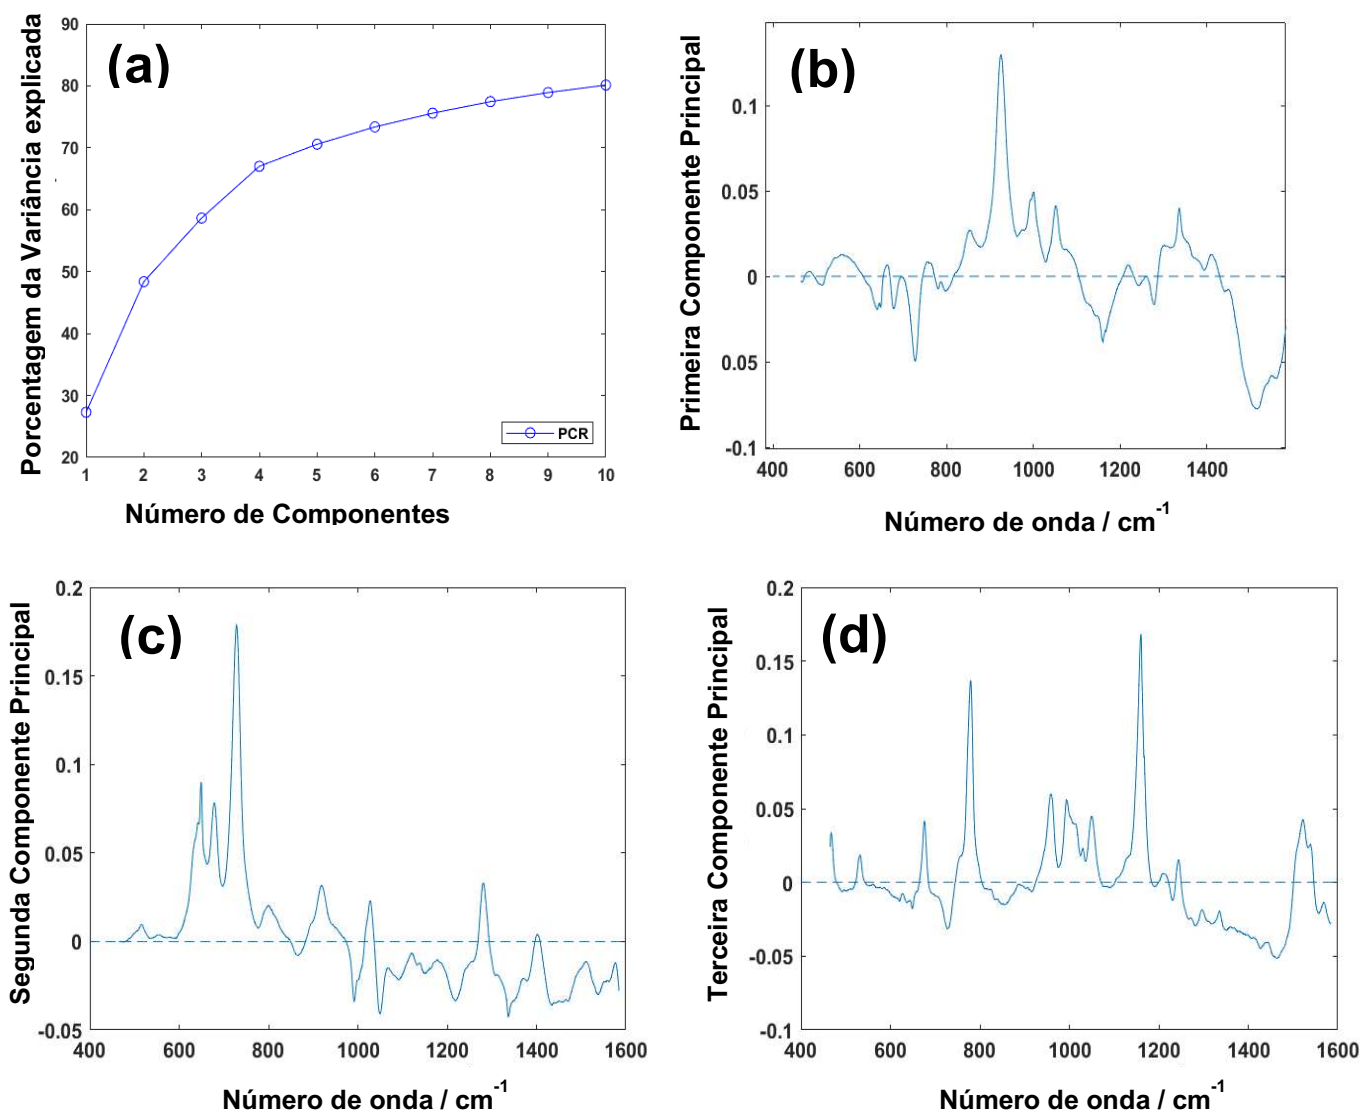 (a)
Porcentagem da Variância explicada
90
80
70
60
50
40
30
20
1 2 3 4 5 6 7 8 9 10
PCR
Número de Componentes
(b)
Primeira Componente Principal
0.1
0.05
0
0.05
-0.1
400 600 800 1000 1200 1400
Número de onda / cm-1
(c)
Segunda Componente Principal
0.2
0.15
0.1
0.05
0
-0.05
400 600 800 1000 1200 1400 1600
Número de onda / cm-1
(d)
Terceira Componente Principal
0.2
0.15
0.1
0.05
0
-0.05
-0.1
400 600 800 1000 1200 1400 1600
Número de onda / cm-1